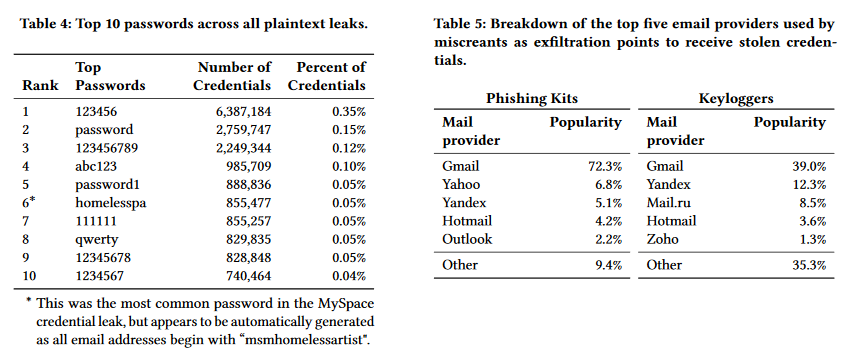 Table 4: Top 10 passwords across all plaintext leaks.
Rank Top Passwords Number of Credentials Percent of Credentials
1 123456 6,387,184 0.35%
2 password 2,759,747 0.15%
3 123456789 2,249,344 0.12%
4 abc123 985,709 0.10%
5 password1 888,836 0.05%
6* homelesspa 855,477 0.05%
7 111111 855,257 0.05%
8 qwerty 829,835 0.05%
9 12345678 828,848 0.05%
10 1234567 740,464 0.04%
* This was the most common password in the MySpace
credential leak, but appears to be automatically generated
as all email addresses begin with “msmhomelessartist".
Table 5: Breakdown of the top five email providers used by
miscreants as exfiltration points to receive stolen creden-
tials.
Phishing Kits Keyloggers
Mail provider Popularity Mail provider Popularity
Gmail 72.3% Gmail 39.0%
Yahoo 6.8% Yandex 12.3%
Yandex 5.1% Mail.ru 8.5%
Hotmail 4.2% Hotmail 3.6%
Outlook 2.2% Zoho 1.3%
Other 9.4% Other 35.3%